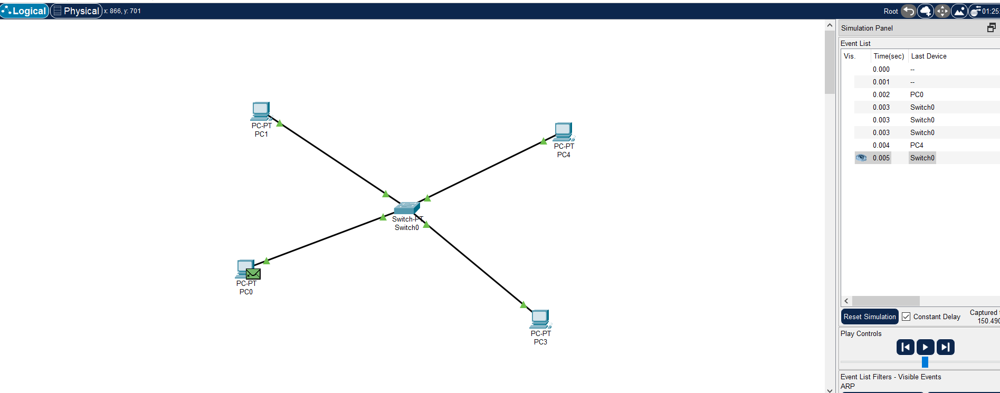 Logical Physical x: 866, y: 701 Root 01:25:
Simulation Panel
Event List
Vis. Time(sec) Last Device
0.000 --
0.001 --
0.002 PC0
0.003 Switch0
0.003 Switch0
0.003 Switch0
0.004 PC4
0.005 Switch0
PC-PT
PC1
PC-PT
PC4
Switch-PT
Switch0
PC-PT
PC0
PC-PT
PC3
Reset Simulation Constant Delay Captured
150.490
Play Controls
Event List Filters - Visible Events
ARP